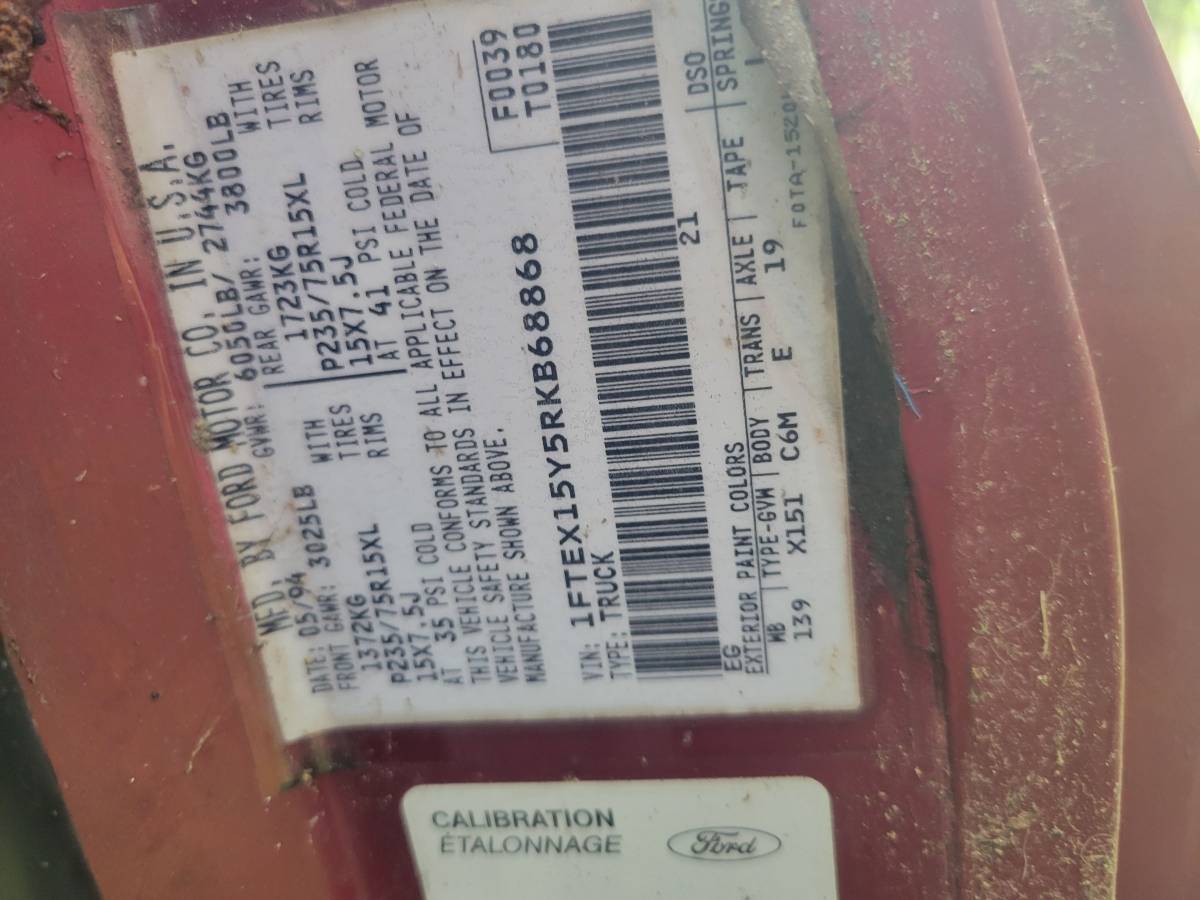 MFD. BY FORD MOTOR CO. IN U.S.A.
DATE: 05/94 GVWR: 6050LB/ 2744KG
FRONT GAWR: 3025LB REAR GAWR: 3800LB
1372KG WITH 1723KG WITH
P235/75R15XL TIRES P235/75R15XL TIRES
15X7.5J RIMS 15X7.5J RIMS
AT 35 PSI COLD AT 41 PSI COLD
THIS VEHICLE CONFORMS TO ALL APPLICABLE FEDERAL MOTOR
VEHICLE SAFETY STANDARDS IN EFFECT ON THE DATE OF
MANUFACTURE SHOWN ABOVE.
F0039
T0180
VIN: 1FTEX15Y5RKB68868
TYPE: TRUCK
21
EG
EXTERIOR PAINT COLORS DSO
WB TYPE-GVW BODY TRANS AXLE TAPE SPRING
139 X151 C6M E 19
F0TA-1520
CALIBRATION
ÉTALONNAGE
Ford